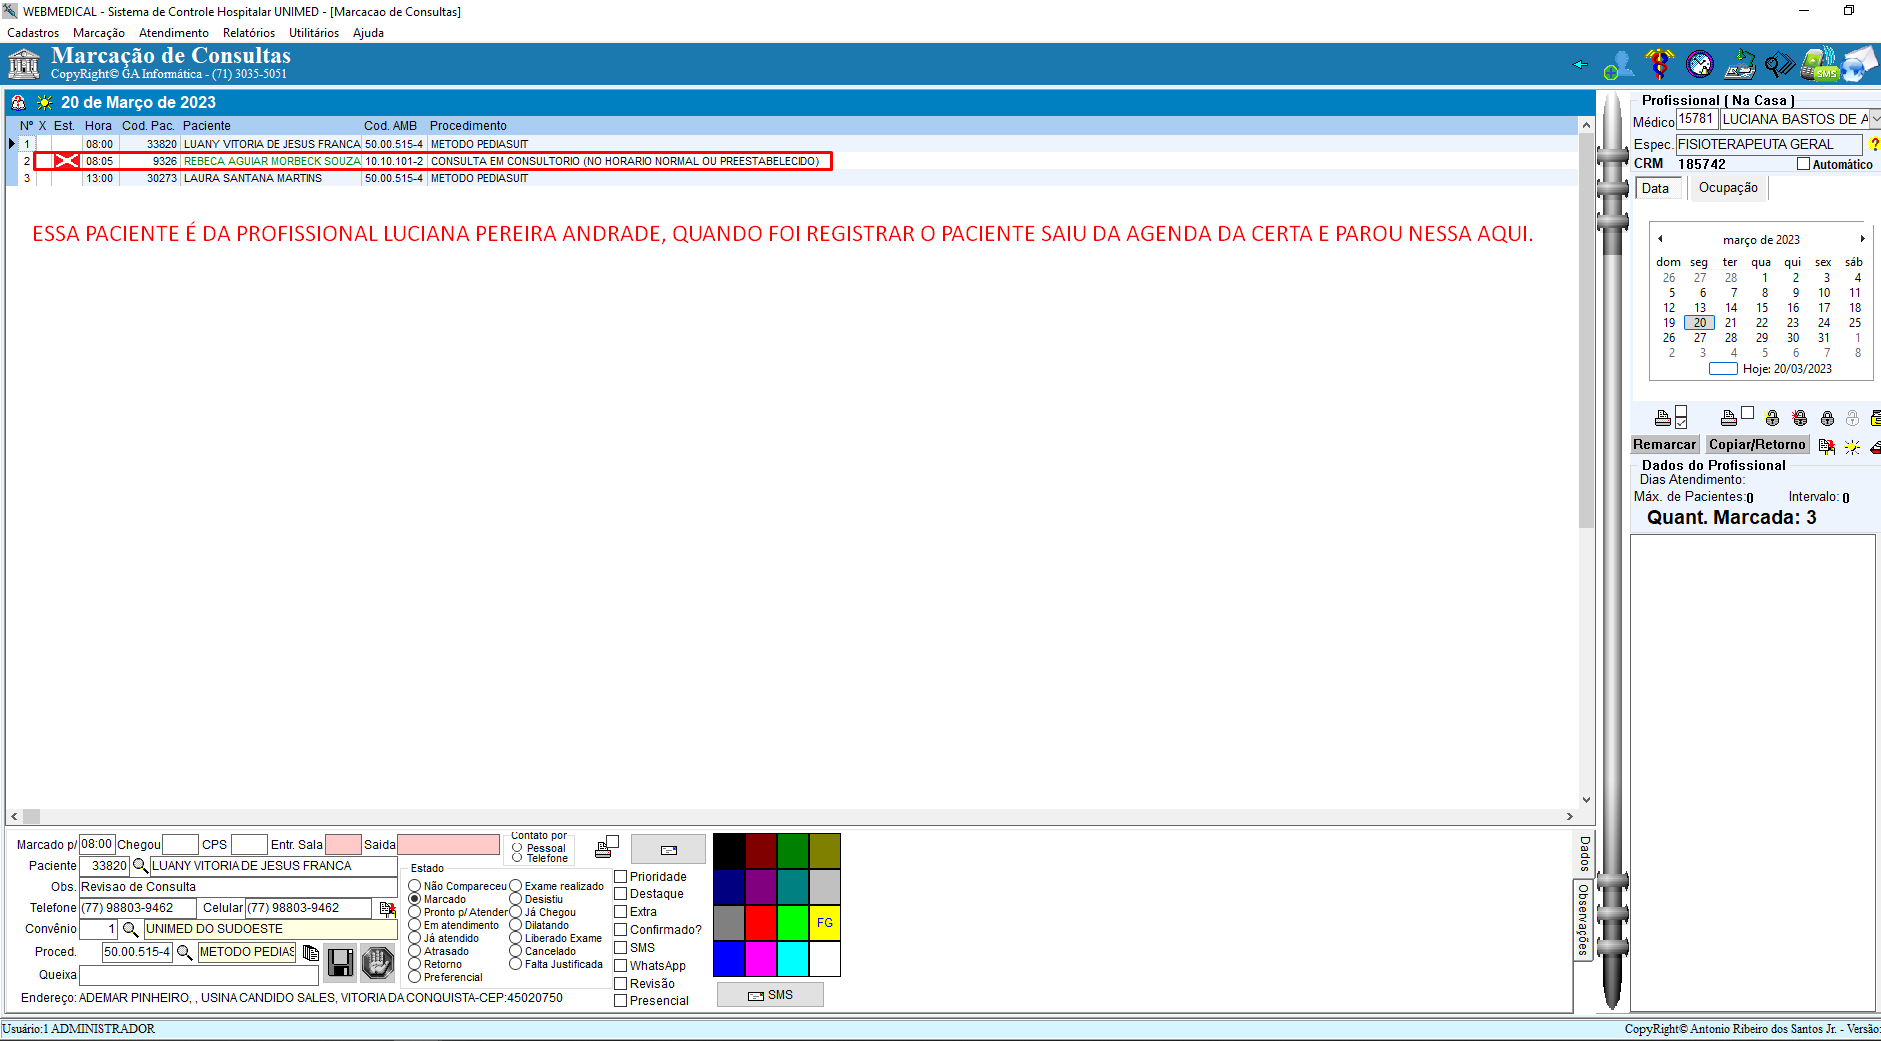 WEBMEDICAL - Sistema de Controle Hospitalar UNIMED - [Marcacao de Consultas]
Cadastros Marcação Atendimento Relatórios Utilitários Ajuda
Marcação de Consultas
CopyRight© GA Informática - (71) 3035-5051
SMS
20 de Março de 2023
Nº X Est. Hora Cod. Pac. Paciente Cod. AMB Procedimento
1 08:00 33820 LUANY VITORIA DE JESUS FRANCA 50.00.515-4 METODO PEDIASUIT
2 08:05 9326 REBECA AGUIAR MORBECK SOUZA 10.10.101-2 CONSULTA EM CONSULTORIO (NO HORARIO NORMAL OU PREESTABELECIDO)
3 13:00 30273 LAURA SANTANA MARTINS 50.00.515-4 METODO PEDIASUIT
ESSA PACIENTE É DA PROFISSIONAL LUCIANA PEREIRA ANDRADE, QUANDO FOI REGISTRAR O PACIENTE SAIU DA AGENDA DA CERTA E PAROU NESSA AQUI.
Profissional ( Na Casa )
Médico 15781 LUCIANA BASTOS DE A
Espec. FISIOTERAPEUTA GERAL ?
CRM 185742 Automático
Data Ocupação
março de 2023
dom seg ter qua qui sex sáb
26 27 28 1 2 3 4
5 6 7 8 9 10 11
12 13 14 15 16 17 18
19 20 21 22 23 24 25
26 27 28 29 30 31 1
2 3 4 5 6 7 8
Hoje: 20/03/2023
Remarcar Copiar/Retorno
Dados do Profissional
Dias Atendimento:
Máx. de Pacientes:0 Intervalo: 0
Quant. Marcada: 3
Marcado p/ 08:00 Chegou CPS Entr. Sala Saida
Paciente 33820 LUANY VITORIA DE JESUS FRANCA
Obs. Revisao de Consulta
Telefone (77) 98803-9462 Celular (77) 98803-9462
Convênio 1 UNIMED DO SUDOESTE
Proced. 50.00.515-4 METODO PEDIAS
Queixa
Endereço: ADEMAR PINHEIRO, , USINA CANDIDO SALES, VITORIA DA CONQUISTA-CEP:45020750
Contato por
Pessoal
Telefone
Estado
Não Compareceu Exame realizado
Marcado Desistiu
Pronto p/ Atender Já Chegou
Em atendimento Dilatando
Já atendido Liberado Exame
Atrasado Cancelado
Retorno Falta Justificada
Preferencial
Prioridade
Destaque
Extra
Confirmado?
SMS
WhatsApp
Revisão
Presencial
FG
SMS
Dados
Observações
Usuário:1 ADMINISTRADOR
CopyRight© Antonio Ribeiro dos Santos Jr. - Versão: